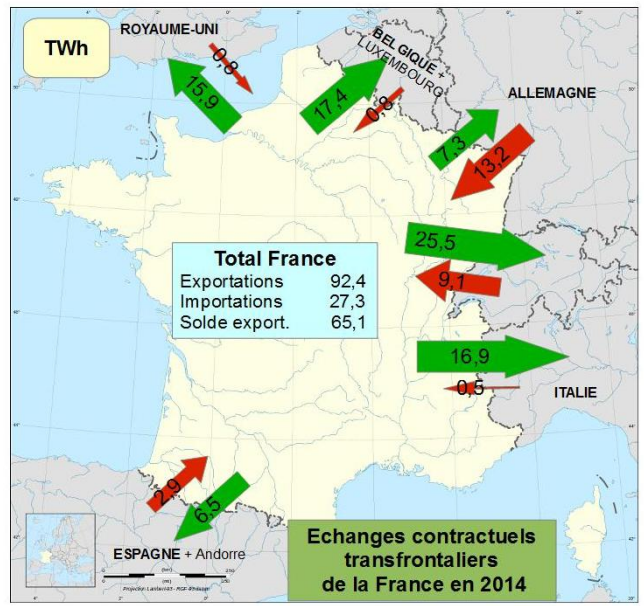 TWh
ROYAUME-UNI
0,8
15,9
BELGIQUE +
LUXEMBOURG
17,4
0,8
ALLEMAGNE
7,3
13,2
25,5
9,1
Total France
Exportations 92,4
Importations 27,3
Solde export. 65,1
16,9
0,5
ITALIE
2,9
6,5
ESPAGNE + Andorre
Echanges contractuels
transfrontaliers
de la France en 2014